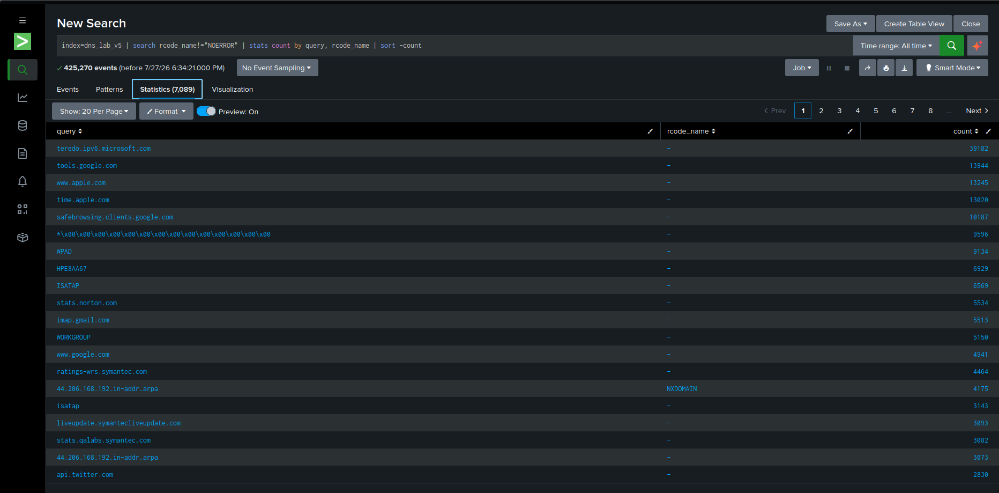 New Search
Save As
Create Table View
Close
index=dns_lab_v5 | search rcode_name!="NOERROR" | stats count by query, rcode_name | sort -count
Time range: All time
425,270 events (before 7/27/26 6:34:21.000 PM)
No Event Sampling
Job
Smart Mode
Events
Patterns
Statistics (7,089)
Visualization
Show: 20 Per Page
Format
Preview: On
Prev 1 2 3 4 5 6 7 8 ... Next
query rcode_name count
teredo.ipv6.microsoft.com - 39182
tools.google.com - 13944
www.apple.com - 13245
time.apple.com - 13020
safebrowsing.clients.google.com - 10187
*\x00\x00\x00\x00\x00\x00\x00\x00\x00\x00\x00\x00\x00\x00 - 9596
WPAD - 9134
HPE8AA67 - 6929
ISATAP - 6569
stats.norton.com - 5534
imap.gmail.com - 5513
WORKGROUP - 5150
www.google.com - 4941
ratings-wrs.symantec.com - 4464
44.206.168.192.in-addr.arpa NXDOMAIN 4175
isatap - 3143
liveupdate.symantecliveupdate.com - 3093
stats.qalabs.symantec.com - 3082
44.206.168.192.in-addr.arpa - 3073
api.twitter.com - 2830